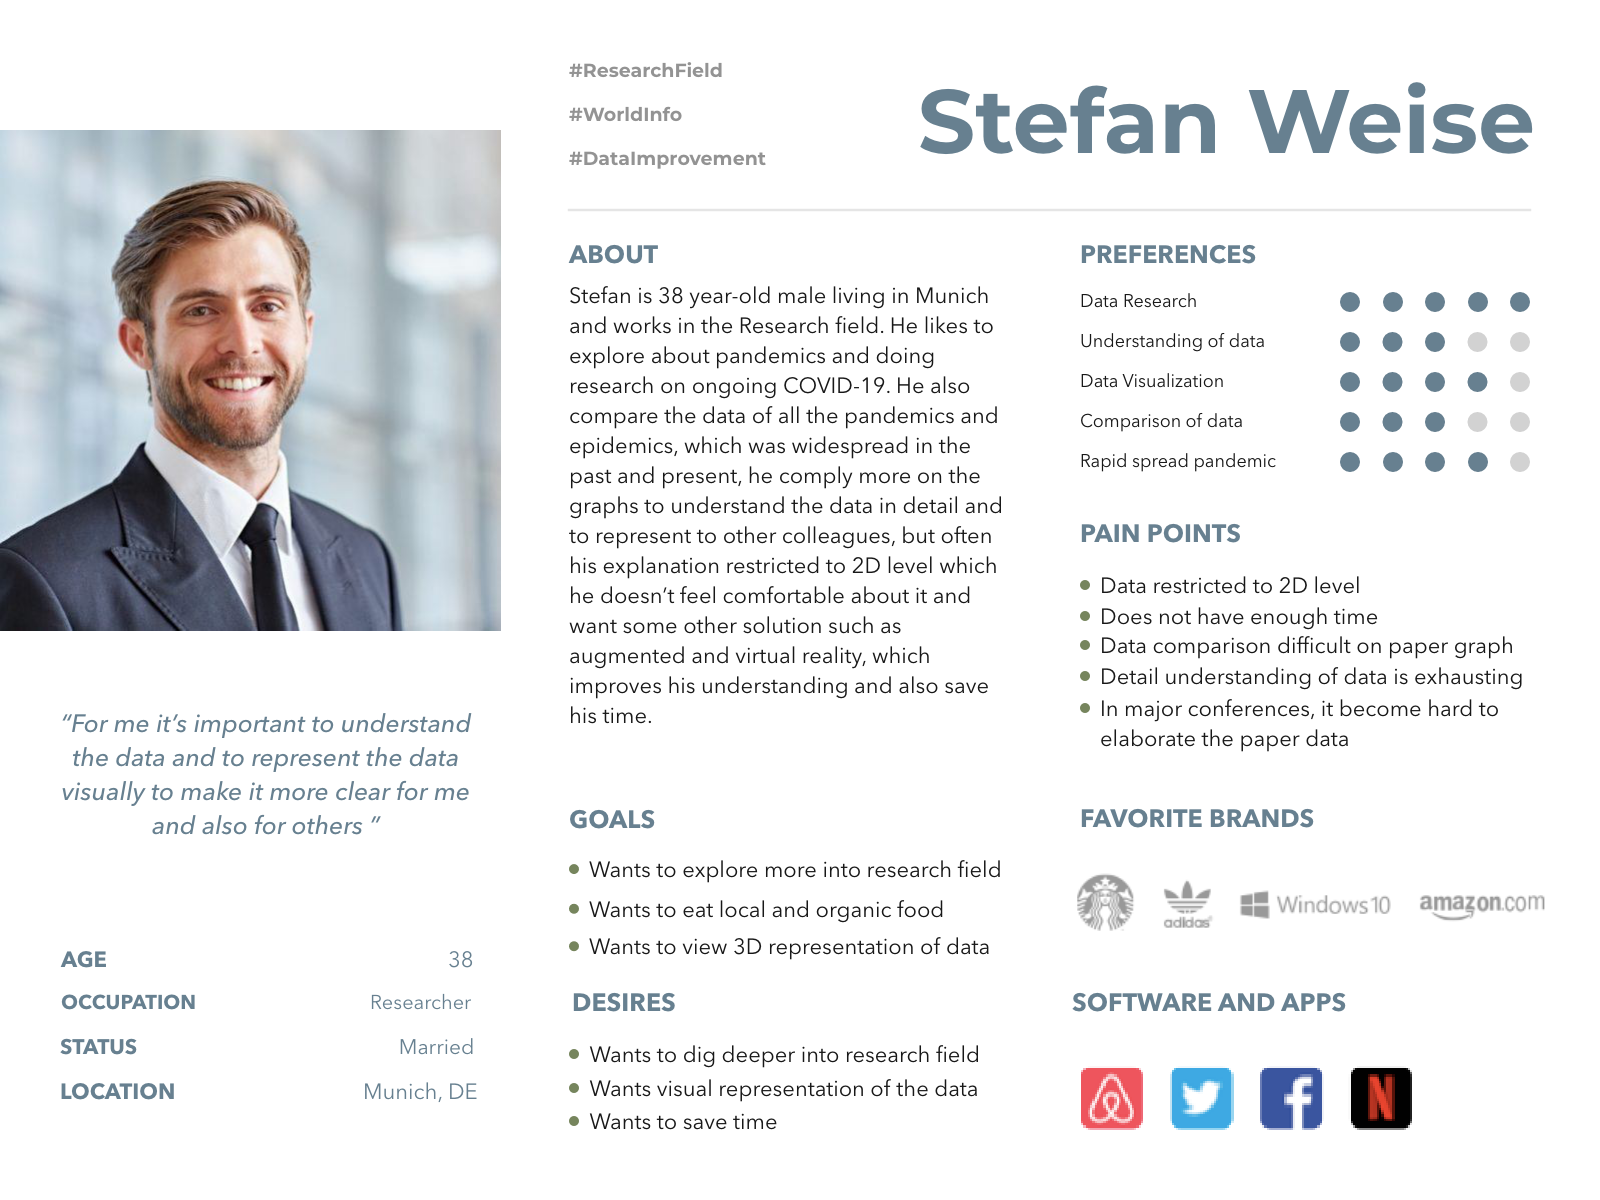 #ResearchField
#WorldInfo
#DataImprovement
Stefan Weise
ABOUT
Stefan is 38 year-old male living in Munich
and works in the Research field. He likes to
explore about pandemics and doing
research on ongoing COVID-19. He also
compare the data of all the pandemics and
epidemics, which was widespread in the
past and present, he comply more on the
graphs to understand the data in detail and
to represent to other colleagues, but often
his explanation restricted to 2D level which
he doesn’t feel comfortable about it and
want some other solution such as
augmented and virtual reality, which
improves his understanding and also save
his time.
PREFERENCES
Data Research
Understanding of data
Data Visualization
Comparison of data
Rapid spread pandemic
PAIN POINTS
Data restricted to 2D level
Does not have enough time
Data comparison difficult on paper graph
Detail understanding of data is exhausting
In major conferences, it become hard to
elaborate the paper data
“For me it’s important to understand
the data and to represent the data
visually to make it more clear for me
and also for others ”
GOALS
Wants to explore more into research field
Wants to eat local and organic food
Wants to view 3D representation of data
FAVORITE BRANDS
adidas
Windows 10
amazon.com
AGE 38
OCCUPATION Researcher
STATUS Married
LOCATION Munich, DE
DESIRES
Wants to dig deeper into research field
Wants visual representation of the data
Wants to save time
SOFTWARE AND APPS
f
N